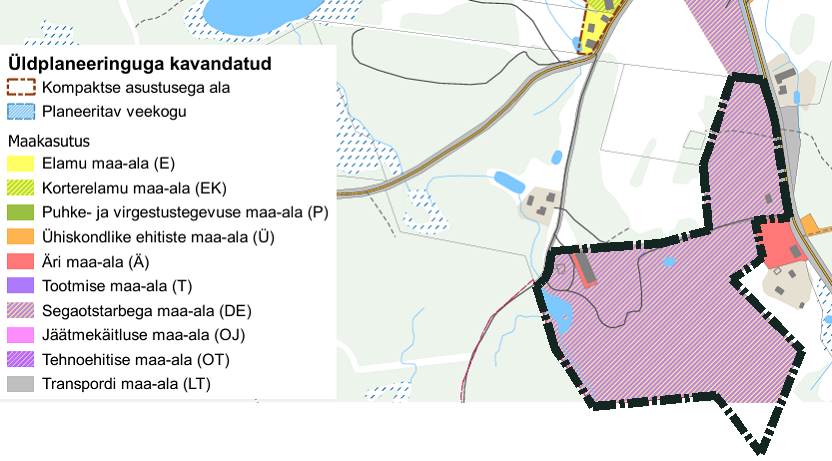 Üldplaneeringuga kavandatud
Kompaktse asustusega ala
Planeeritav veekogu
Maakasutus
Elamu maa-ala (E)
Korterelamu maa-ala (EK)
Puhke- ja virgestustegevuse maa-ala (P)
Ühiskondlike ehitiste maa-ala (Ü)
Äri maa-ala (Ä)
Tootmise maa-ala (T)
Segaotstarbega maa-ala (DE)
Jäätmekäitluse maa-ala (OJ)
Tehnoehitise maa-ala (OT)
Transpordi maa-ala (LT)